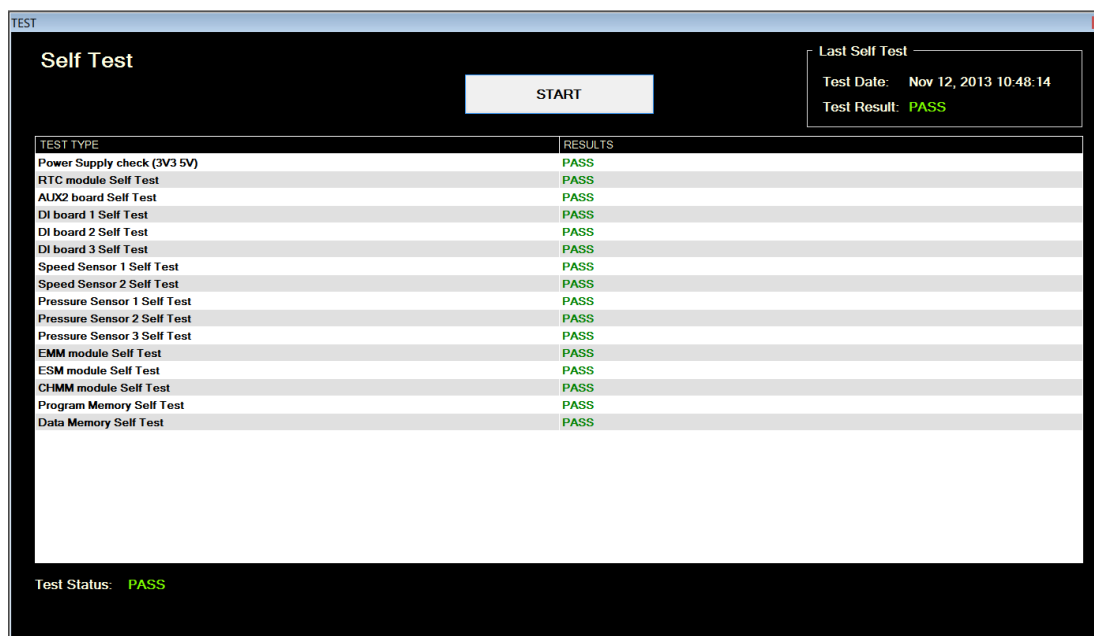 TEST
Self Test
START
Last Self Test
Test Date: Nov 12, 2013 10:48:14
Test Result: PASS
TEST TYPE RESULTS
Power Supply check (3V3 5V) PASS
RTC module Self Test PASS
AUX2 board Self Test PASS
DI board 1 Self Test PASS
DI board 2 Self Test PASS
DI board 3 Self Test PASS
Speed Sensor 1 Self Test PASS
Speed Sensor 2 Self Test PASS
Pressure Sensor 1 Self Test PASS
Pressure Sensor 2 Self Test PASS
Pressure Sensor 3 Self Test PASS
EMM module Self Test PASS
ESM module Self Test PASS
CHMM module Self Test PASS
Program Memory Self Test PASS
Data Memory Self Test PASS
Test Status: PASS